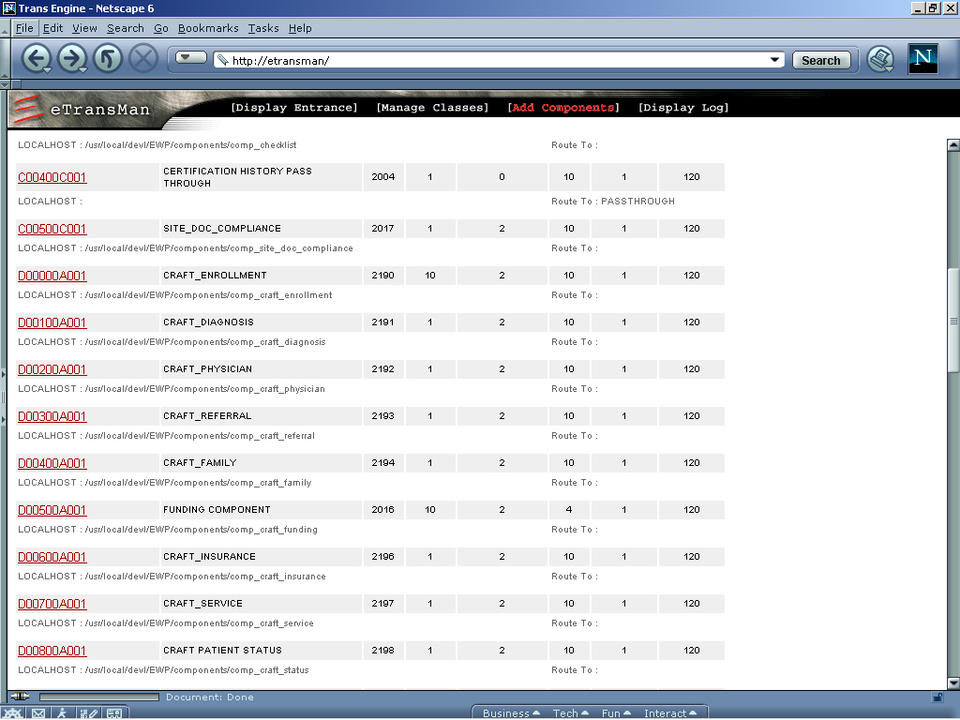 Trans Engine - Netscape 6
File Edit View Search Go Bookmarks Tasks Help
http://etransman/ Search N
eTransMan [Display Entrance] [Manage Classes] [Add Components] [Display Log]
LOCALHOST : /usr/local/devl/EWP/components/comp_checklist Route To :
C00400C001 CERTIFICATION HISTORY PASS THROUGH 2004 1 0 10 1 120
LOCALHOST : Route To : PASSTHROUGH
C00500C001 SITE_DOC_COMPLIANCE 2017 1 2 10 1 120
LOCALHOST : /usr/local/devl/EWP/components/comp_site_doc_compliance Route To :
D00000A001 CRAFT_ENROLLMENT 2190 10 2 10 1 120
LOCALHOST : /usr/local/devl/EWP/components/comp_craft_enrollment Route To :
D00100A001 CRAFT_DIAGNOSIS 2191 1 2 10 1 120
LOCALHOST : /usr/local/devl/EWP/components/comp_craft_diagnosis Route To :
D00200A001 CRAFT_PHYSICIAN 2192 1 2 10 1 120
LOCALHOST : /usr/local/devl/EWP/components/comp_craft_physician Route To :
D00300A001 CRAFT_REFERRAL 2193 1 2 10 1 120
LOCALHOST : /usr/local/devl/EWP/components/comp_craft_referral Route To :
D00400A001 CRAFT_FAMILY 2194 1 2 10 1 120
LOCALHOST : /usr/local/devl/EWP/components/comp_craft_family Route To :
D00500A001 FUNDING COMPONENT 2016 10 2 4 1 120
LOCALHOST : /usr/local/devl/EWP/components/comp_craft_funding Route To :
D00600A001 CRAFT_INSURANCE 2196 1 2 10 1 120
LOCALHOST : /usr/local/devl/EWP/components/comp_craft_insurance Route To :
D00700A001 CRAFT_SERVICE 2197 1 2 10 1 120
LOCALHOST : /usr/local/devl/EWP/components/comp_craft_service Route To :
D00800A001 CRAFT PATIENT STATUS 2198 1 2 10 1 120
LOCALHOST : /usr/local/devl/EWP/components/comp_craft_status Route To :
Document: Done
Business Tech Fun Interact